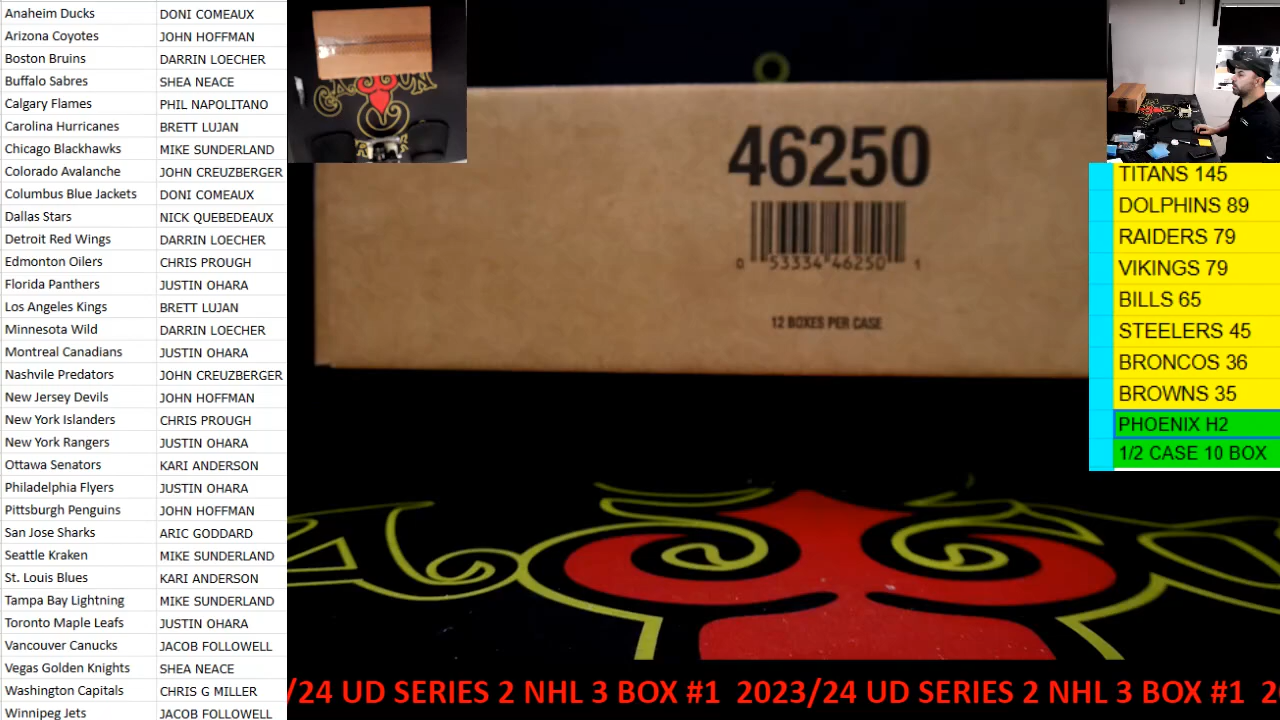 Anaheim Ducks DONI COMEAUX
Arizona Coyotes JOHN HOFFMAN
Boston Bruins DARRIN LOECHER
Buffalo Sabres SHEA NEACE
Calgary Flames PHIL NAPOLITANO
Carolina Hurricanes BRETT LUJAN
Chicago Blackhawks MIKE SUNDERLAND
Colorado Avalanche JOHN CREUZBERGER
Columbus Blue Jackets DONI COMEAUX
Dallas Stars NICK QUEBEDEAUX
Detroit Red Wings DARRIN LOECHER
Edmonton Oilers CHRIS PROUGH
Florida Panthers JUSTIN OHARA
Los Angeles Kings BRETT LUJAN
Minnesota Wild DARRIN LOECHER
Montreal Canadians JUSTIN OHARA
Nashvile Predators JOHN CREUZBERGER
New Jersey Devils JOHN HOFFMAN
New York Islanders CHRIS PROUGH
New York Rangers JUSTIN OHARA
Ottawa Senators KARI ANDERSON
Philadelphia Flyers JUSTIN OHARA
Pittsburgh Penguins JOHN HOFFMAN
San Jose Sharks ARIC GODDARD
Seattle Kraken MIKE SUNDERLAND
St. Louis Blues KARI ANDERSON
Tampa Bay Lightning MIKE SUNDERLAND
Toronto Maple Leafs JUSTIN OHARA
Vancouver Canucks JACOB FOLLOWELL
Vegas Golden Knights SHEA NEACE
Washington Capitals CHRIS G MILLER
Winnipeg Jets JACOB FOLLOWELL
46250
0 53334 46250 1
12 BOXES PER CASE
TITANS 145
DOLPHINS 89
RAIDERS 79
VIKINGS 79
BILLS 65
STEELERS 45
BRONCOS 36
BROWNS 35
PHOENIX H2
1/2 CASE 10 BOX
/24 UD SERIES 2 NHL 3 BOX #1 2023/24 UD SERIES 2 NHL 3 BOX #1 2